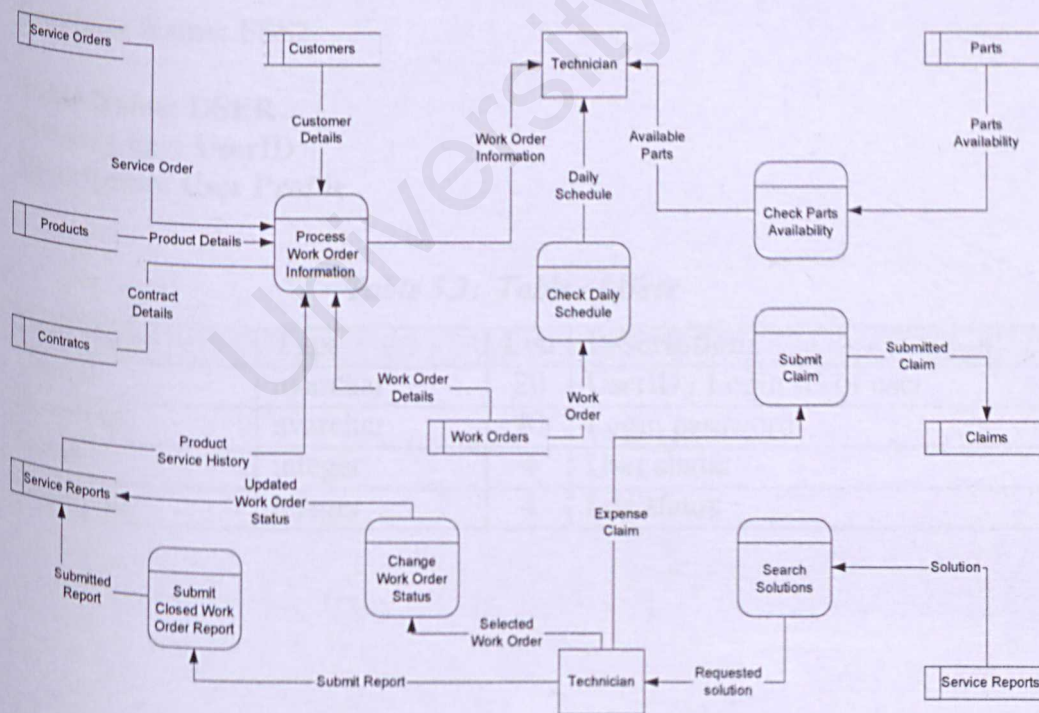 Service Orders
Customers
Technician
Parts
Customer
Details
Work Order
Information
Available
Parts
Parts
Availability
Service Order
Daily
Schedule
Products
Product Details
Process
Work Order
Information
Check Parts
Availability
Contract
Details
Check Daily
Schedule
Contratcs
Submit
Claim
Submitted
Claim
Work Order
Details
Work
Order
Work Orders
Claims
Product
Service History
Service Reports
Updated
Work Order
Status
Expense
Claim
Submitted
Report
Submit
Closed Work
Order Report
Change
Work Order
Status
Search
Solutions
Solution
Selected
Work Order
Submit Report
Technician
Requested
solution
Service Reports
University